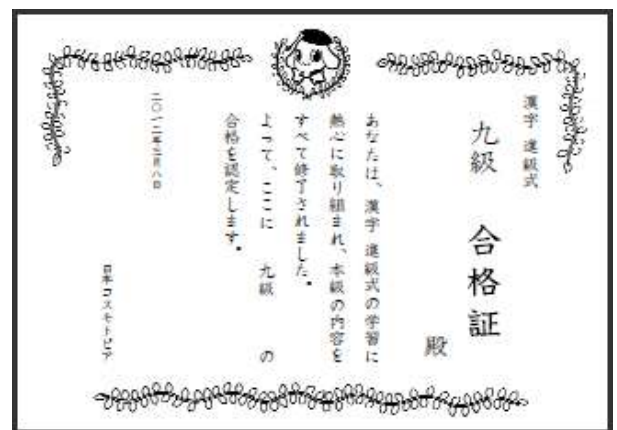 漢字 進級式
九級 合格証
殿
あなたは、漢字 進級式の学習に
熱心に取り組まれ、本級の内容を
すべて修了されました。
よって、ここに 九級 の
合格を認定します。
二〇一二年三月八日
日本コスモトピア